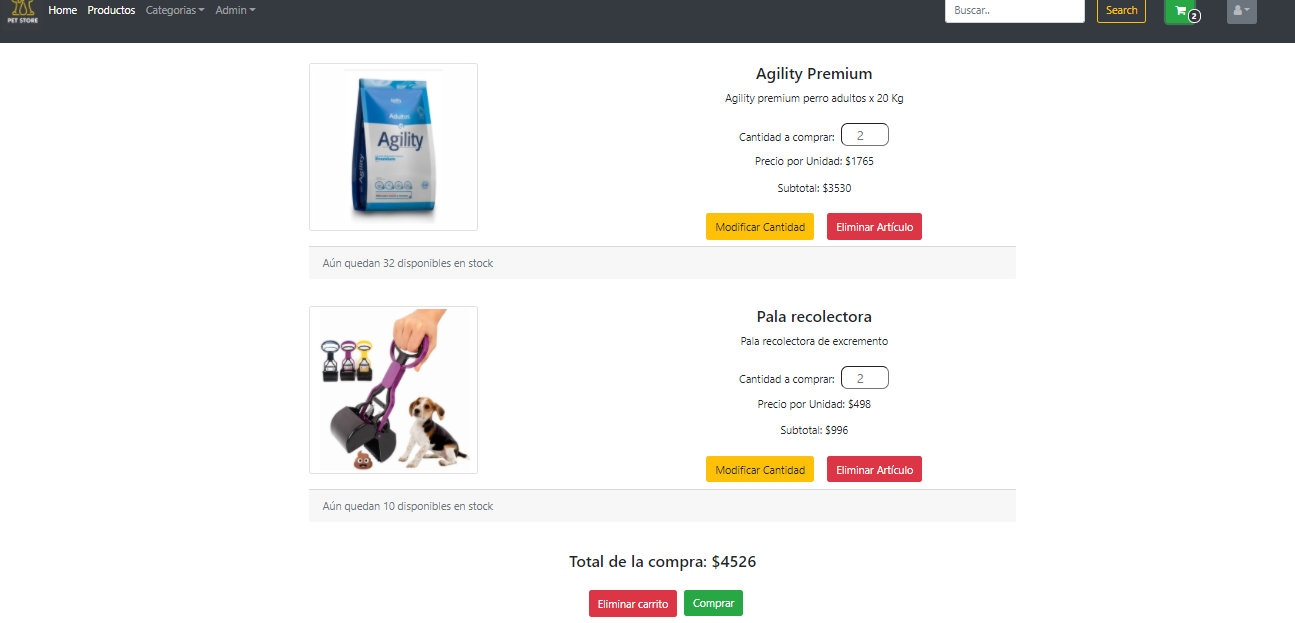 PET STORE
Home Productos Categorías Admin
Buscar..
Search
2
Adultos
Agility
Agility
Agility Premium
Agility premium perro adultos x 20 Kg
Cantidad a comprar: 2
Precio por Unidad: $1765
Subtotal: $3530
Modificar Cantidad Eliminar Artículo
Aún quedan 32 disponibles en stock
Pala recolectora
Pala recolectora de excremento
Cantidad a comprar: 2
Precio por Unidad: $498
Subtotal: $996
Modificar Cantidad Eliminar Artículo
Aún quedan 10 disponibles en stock
Total de la compra: $4526
Eliminar carrito Comprar